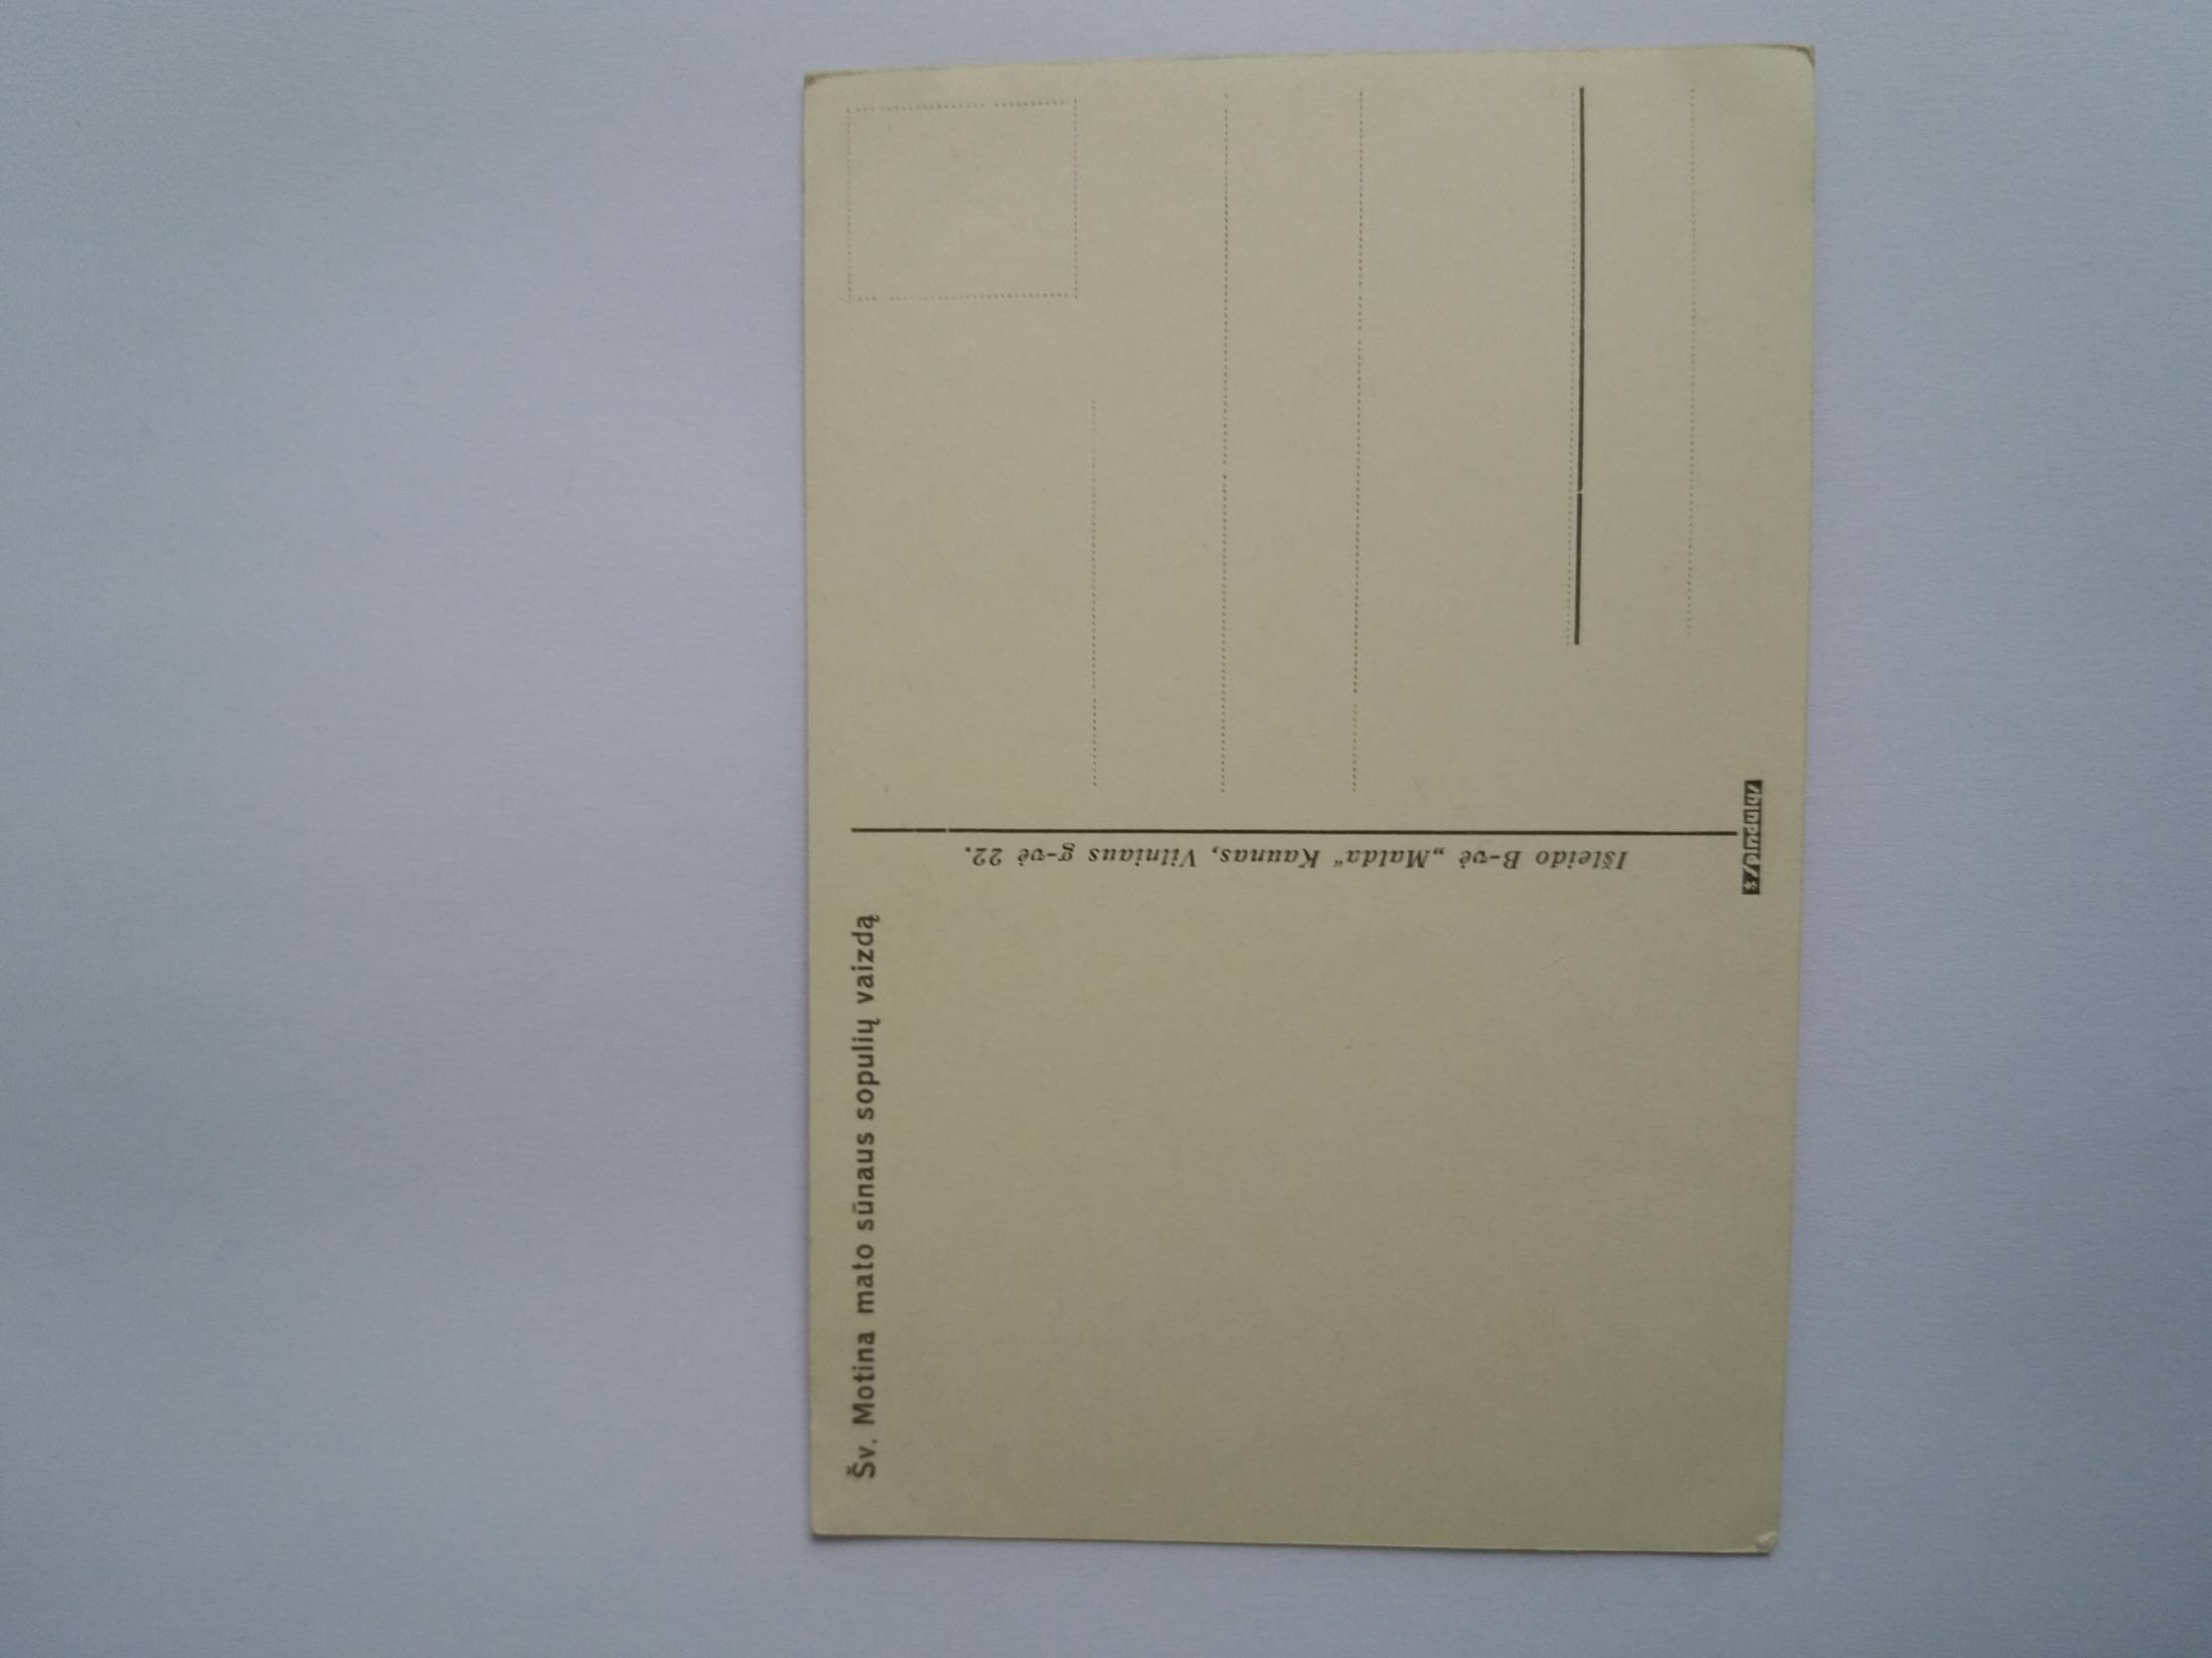 Šv. Motina mato sūnaus sopulių vaizdą
Išleido B-vė „Malda“ Kaunas, Vilniaus g-vė 22.